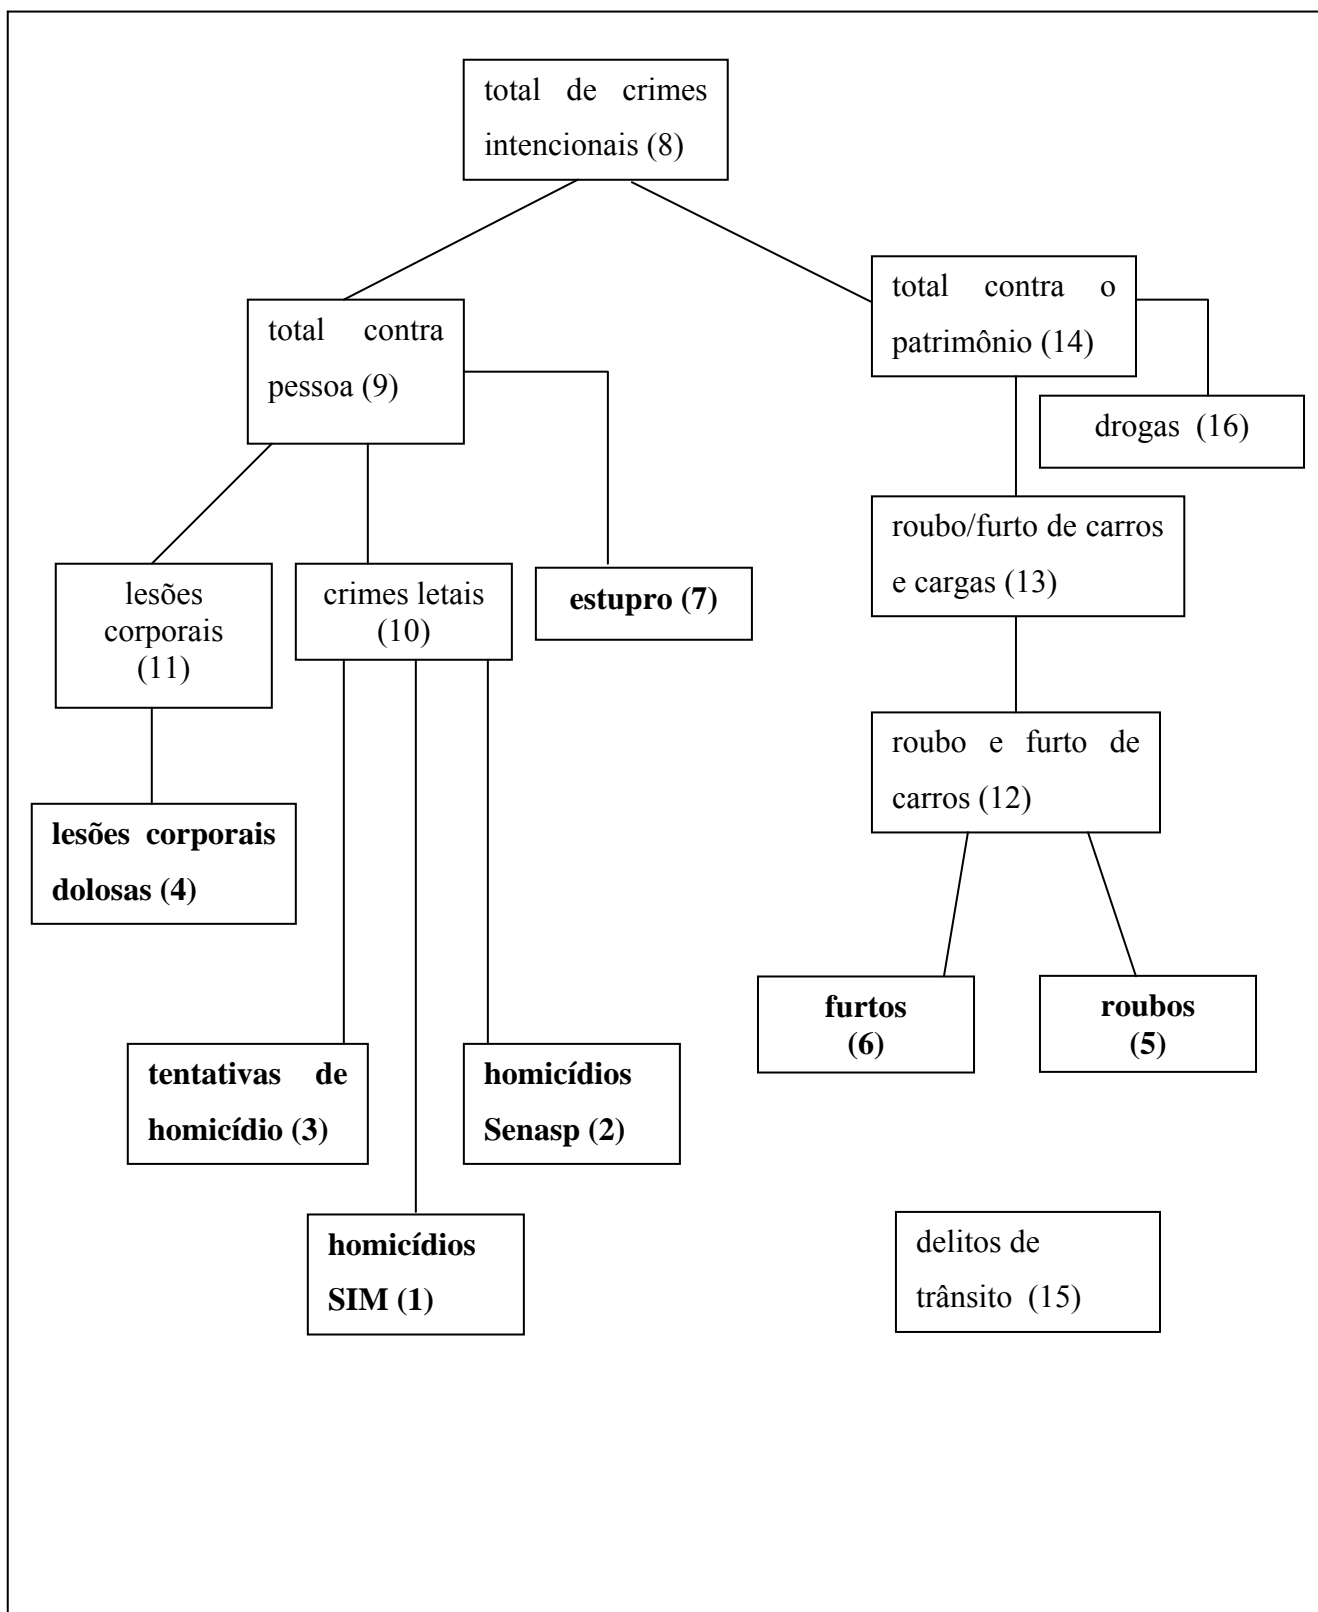 total de crimes
intencionais (8)
total contra o
patrimônio (14)
total contra
pessoa (9)
drogas (16)
roubo/furto de carros
e cargas (13)
lesões
corporais
(11)
crimes letais
(10)
estupro (7)
roubo e furto de
carros (12)
lesões corporais
dolosas (4)
furtos
(6)
roubos
(5)
tentativas de
homicídio (3)
homicídios
Senasp (2)
homicídios
SIM (1)
delitos de
trânsito (15)